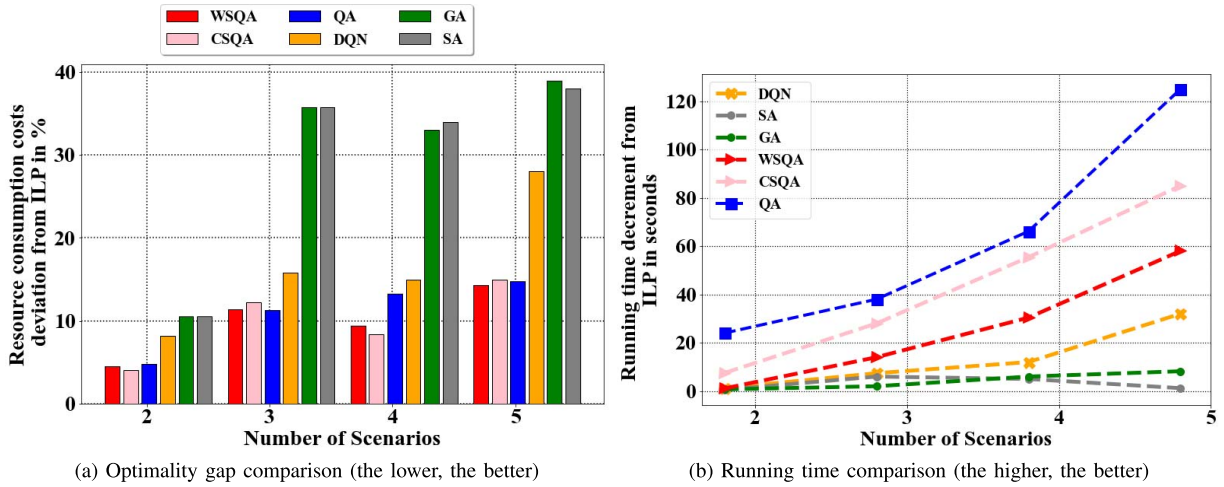 WSQA QA GA
CSQA DQN SA
Resource consumption costs
deviation from ILP in %
40
30
20
10
0
2 3 4 5
Number of Scenarios
(a) Optimality gap comparison (the lower, the better)
Running time decrement from
ILP in seconds
120
100
80
60
40
20
0
DQN
SA
GA
WSQA
CSQA
QA
2 3 4 5
Number of Scenarios
(b) Running time comparison (the higher, the better)